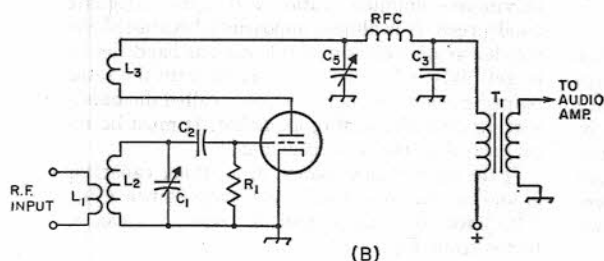 RFC
L3
C5
C3
C2
T1
TO
AUDIO
AMP.
R.F.
INPUT
L1
L2
C1
R1
+
(B)